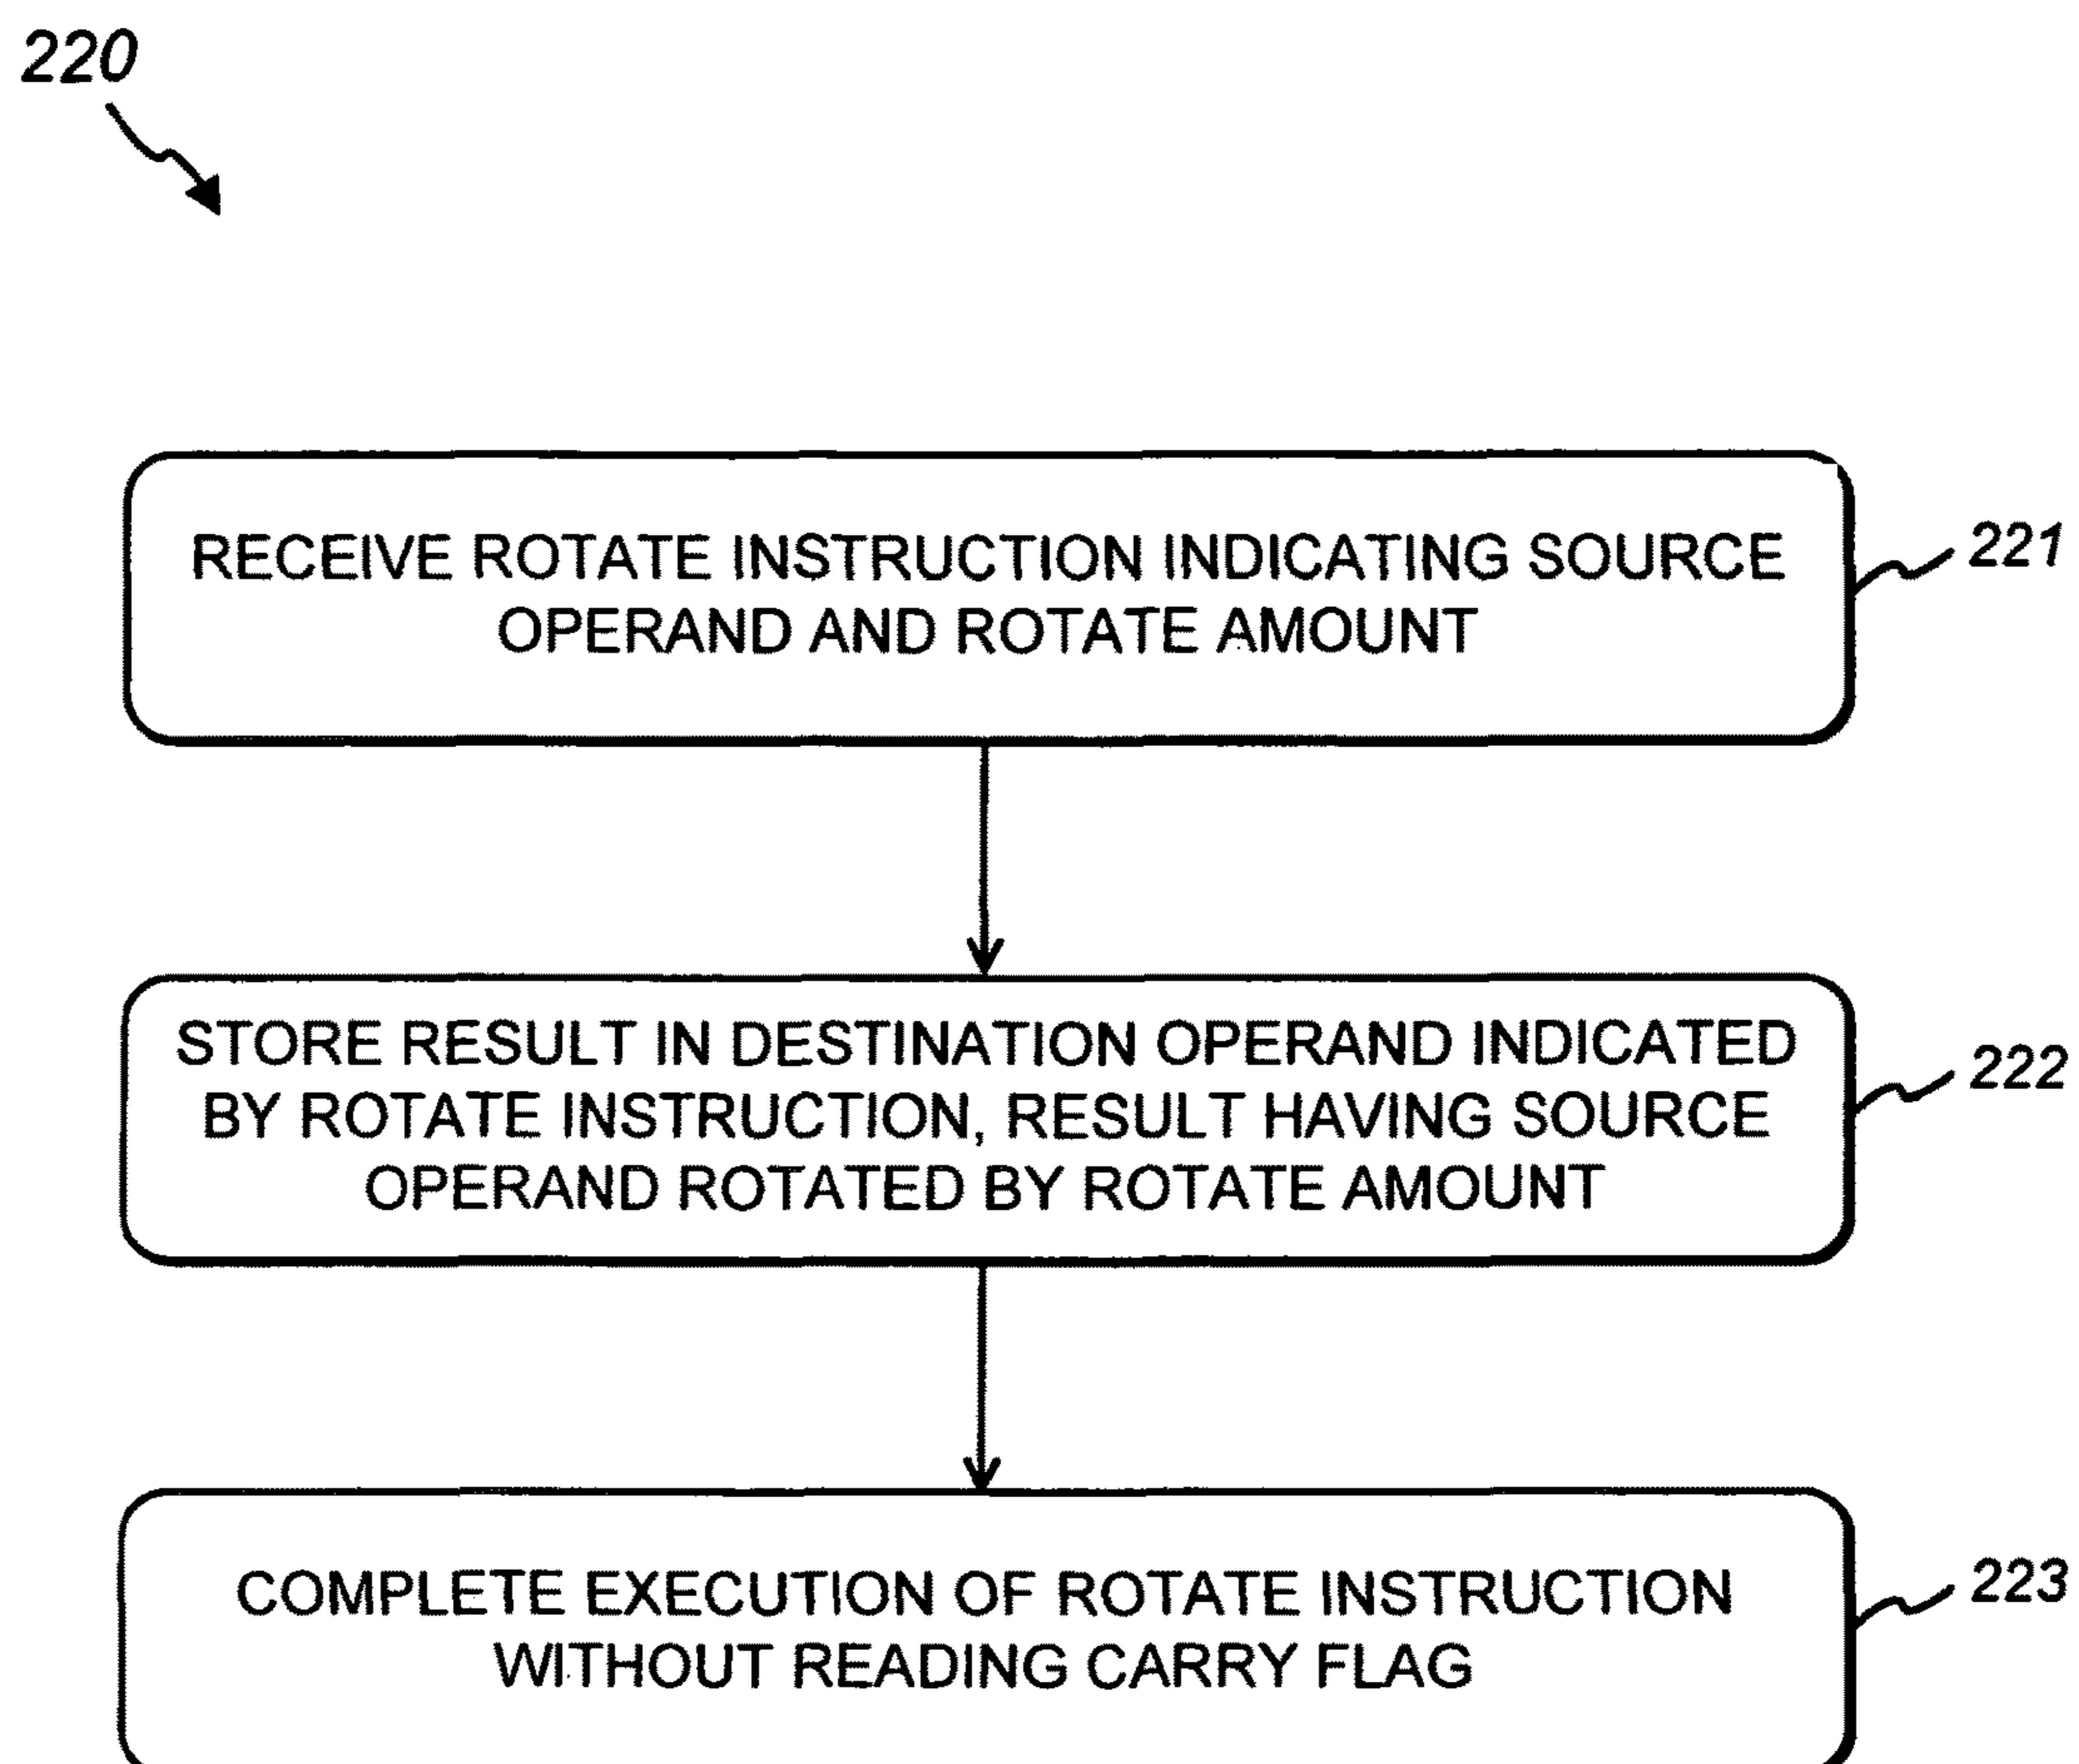 220
RECEIVE ROTATE INSTRUCTION INDICATING SOURCE
OPERAND AND ROTATE AMOUNT
221
STORE RESULT IN DESTINATION OPERAND INDICATED
BY ROTATE INSTRUCTION, RESULT HAVING SOURCE
OPERAND ROTATED BY ROTATE AMOUNT
222
COMPLETE EXECUTION OF ROTATE INSTRUCTION
WITHOUT READING CARRY FLAG
223